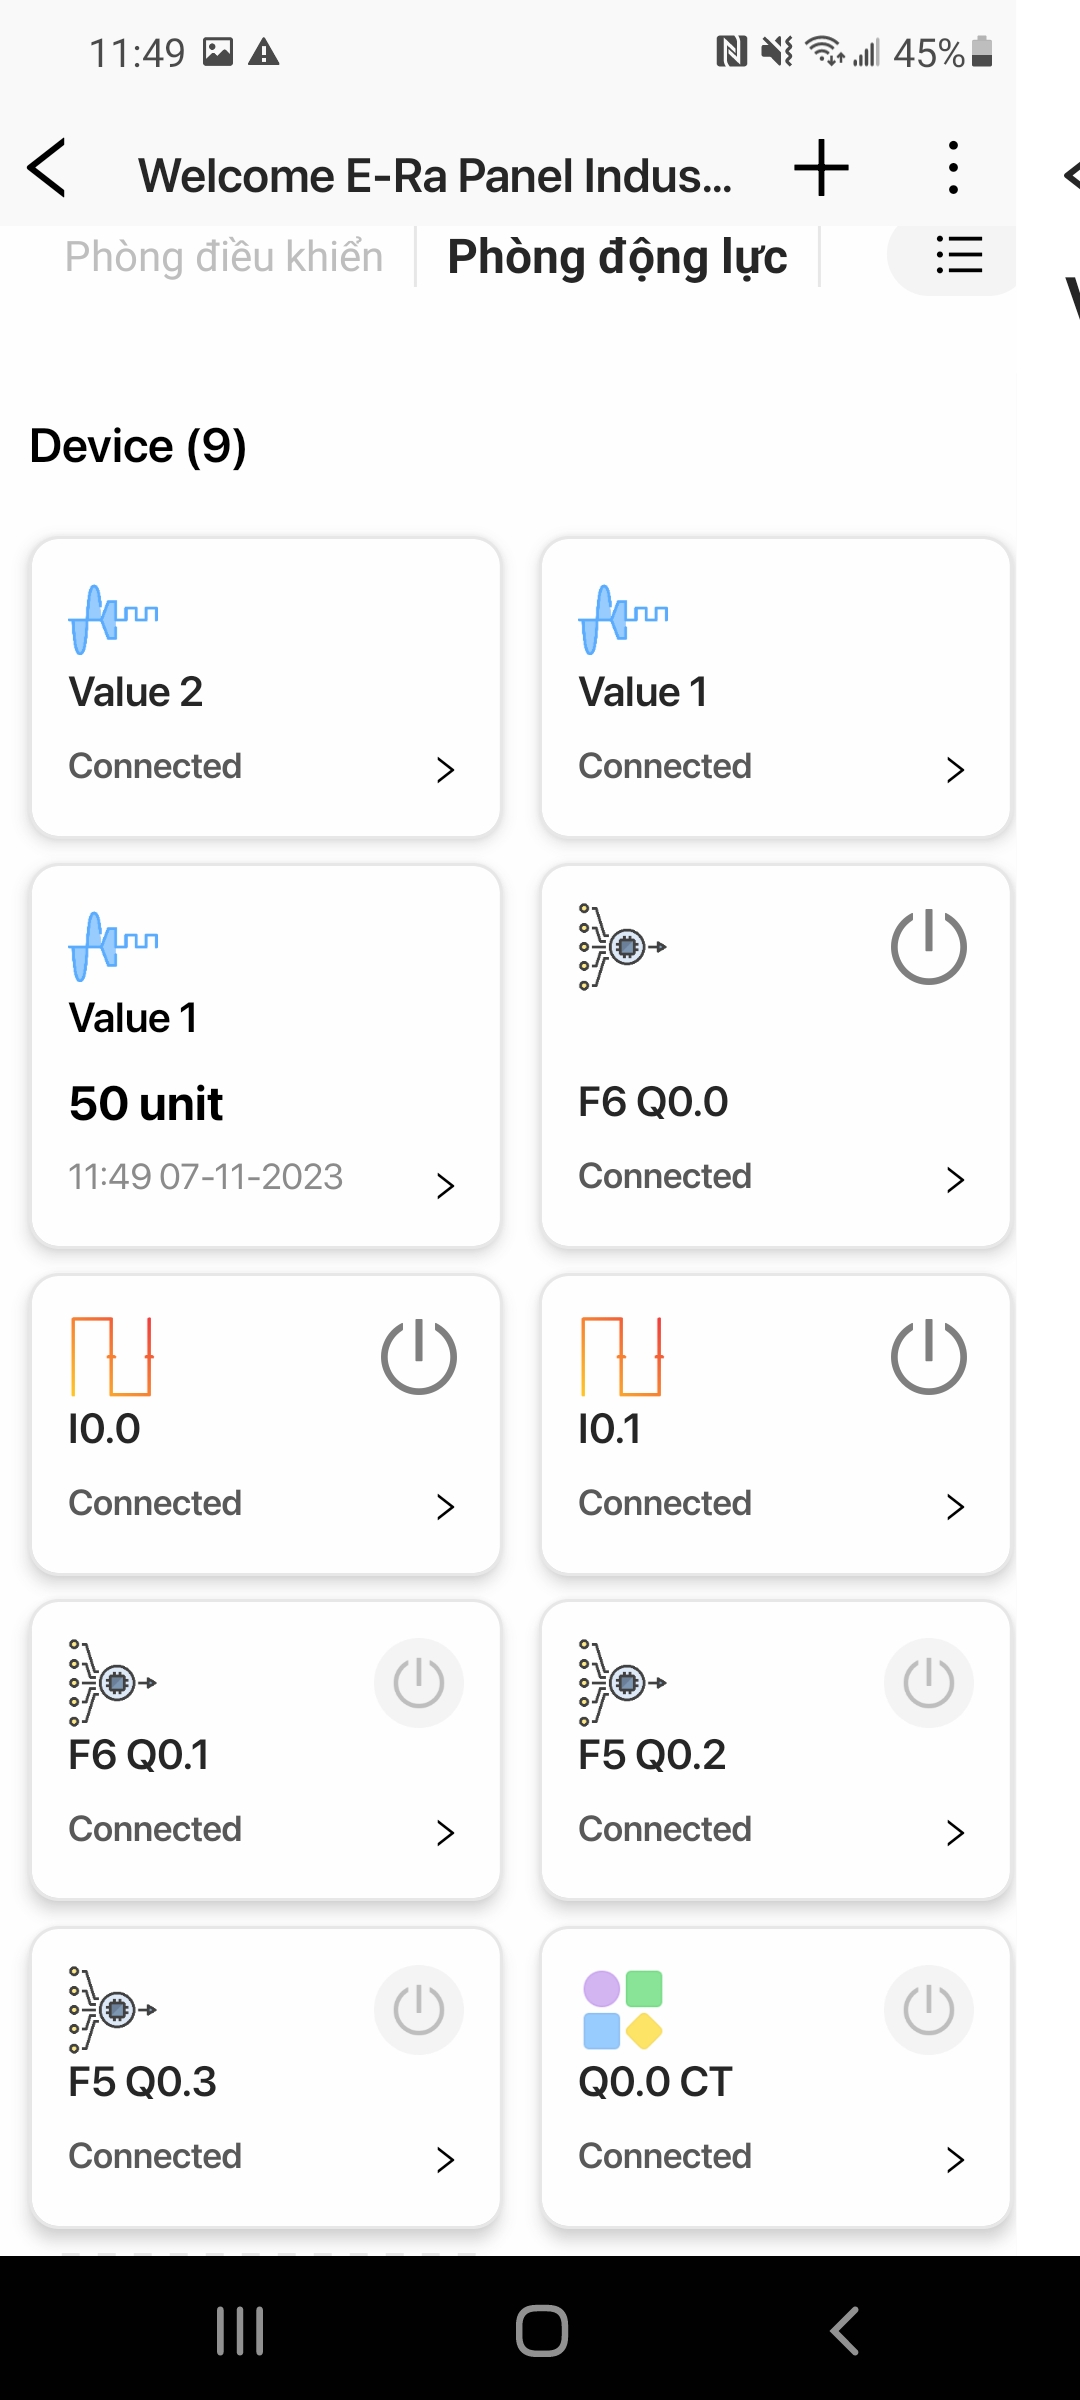 11:49 45%
Welcome E-Ra Panel Indus...
Phòng điều khiển Phòng động lực
Device (9)
Value 2
Connected
Value 1
Connected
Value 1
50 unit
11:49 07-11-2023
F6 Q0.0
Connected
I0.0
Connected
I0.1
Connected
F6 Q0.1
Connected
F5 Q0.2
Connected
F5 Q0.3
Connected
Q0.0 CT
Connected